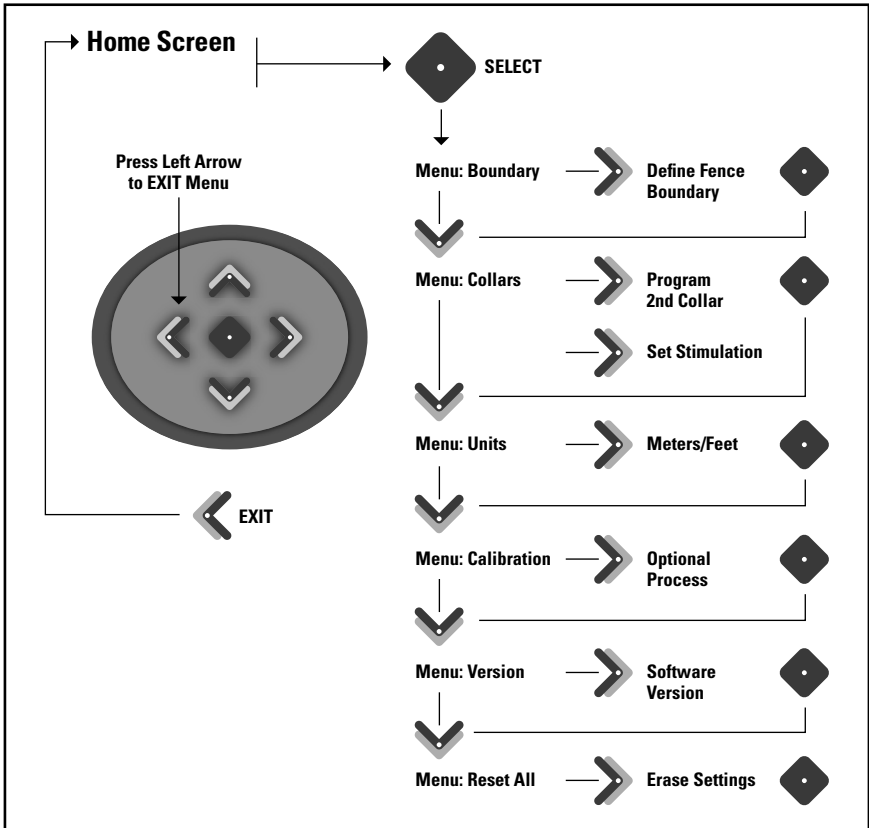 Home Screen
SELECT
Press Left Arrow
to EXIT Menu
Menu: Boundary
Define Fence
Boundary
Menu: Collars
Program
2nd Collar
Set Stimulation
Menu: Units
Meters/Feet
EXIT
Menu: Calibration
Optional
Process
Menu: Version
Software
Version
Menu: Reset All
Erase Settings